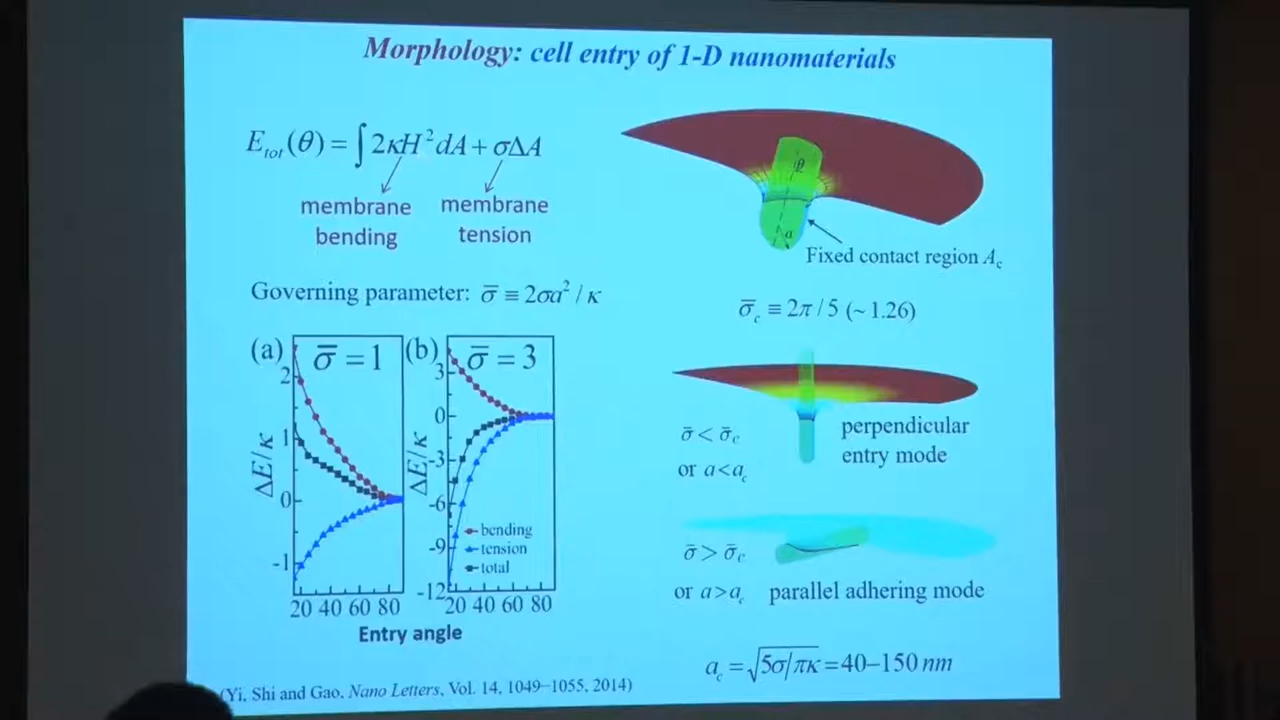 Morphology: cell entry of 1-D nanomaterials
E_tot(θ) = ∫2κH²dA + σΔA
membrane bending
membrane tension
Fixed contact region A_c
θ
a
Governing parameter: σ̅ ≡ 2σa² / κ
σ̅_c ≡ 2π/5 (~1.26)
(a) σ̅ = 1
2
1
0
-1
ΔE/κ
20 40 60 80
(b) σ̅ = 3
3
0
-3
-6
-9
-12
ΔE/κ
bending
tension
total
20 40 60 80
Entry angle
σ̅ < σ̅_c
or a<a_c
perpendicular
entry mode
σ̅ > σ̅_c
or a>a_c parallel adhering mode
a_c = √5σ/πκ = 40–150 nm
(Yi, Shi and Gao, Nano Letters, Vol. 14, 1049–1055, 2014)